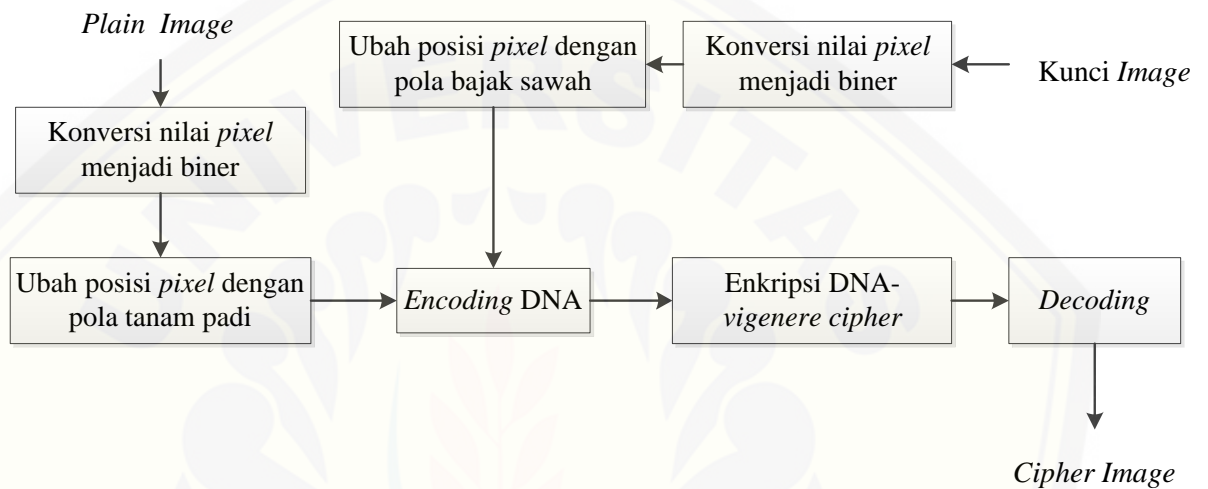 Plain Image
Konversi nilai pixel
menjadi biner
Ubah posisi pixel dengan
pola tanam padi
Ubah posisi pixel dengan
pola bajak sawah
Konversi nilai pixel
menjadi biner
Kunci Image
Encoding DNA
Enkripsi DNA-
vigenere cipher
Decoding
Cipher Image
UNIVERSITAS